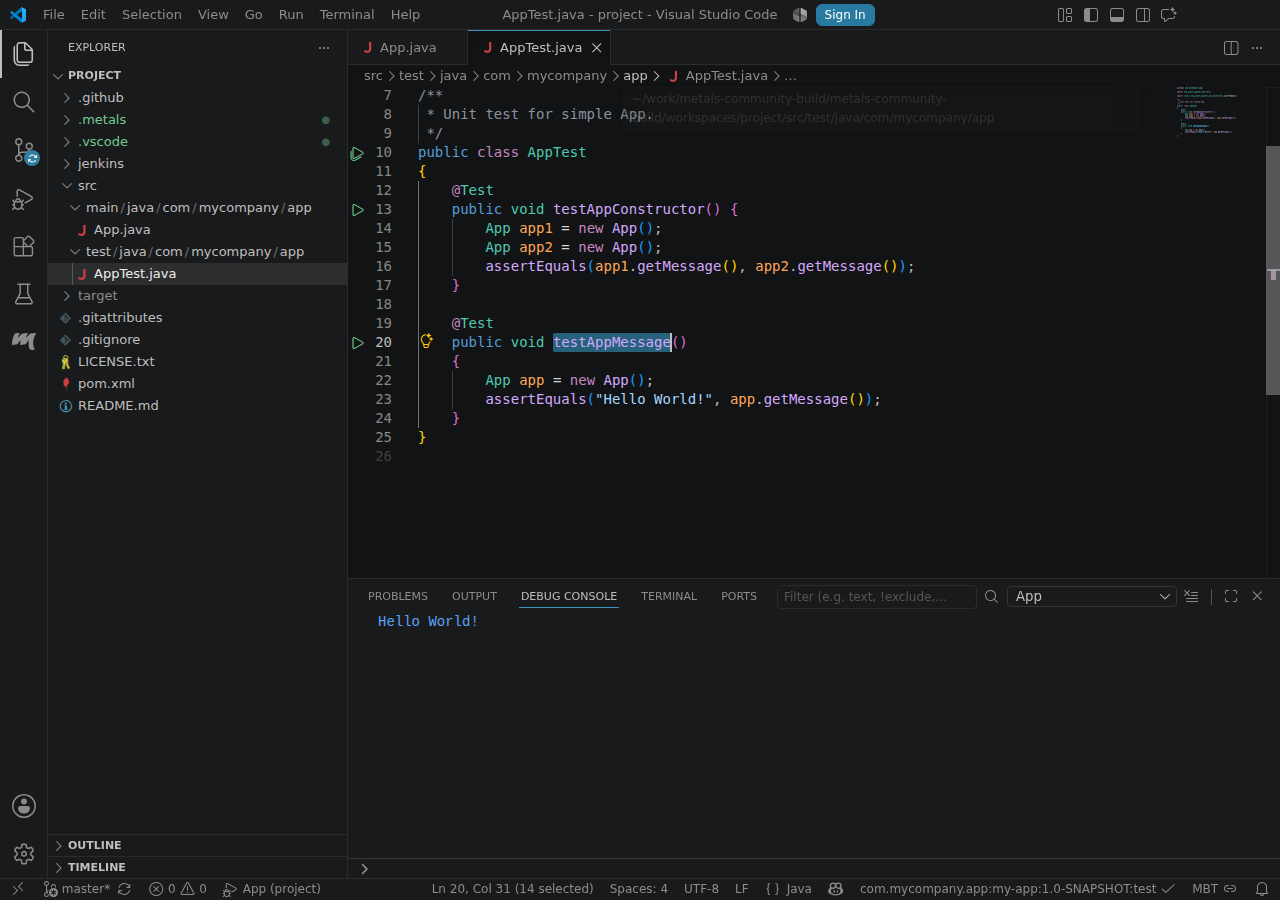 File Edit Selection View Go Run Terminal Help AppTest.java - project - Visual Studio Code Sign In
EXPLORER
PROJECT
.github
.metals
.vscode
jenkins
src
main/java/com/mycompany/app
App.java
test/java/com/mycompany/app
AppTest.java
target
.gitattributes
.gitignore
LICENSE.txt
pom.xml
README.md
OUTLINE
TIMELINE
App.java AppTest.java
src > test > java > com > mycompany > app > AppTest.java > ...
~/work/metals-community-build/metals-community-
build/workspaces/project/src/test/java/com/mycompany/app
7 /**
8 * Unit test for simple App.
9 */
10 public class AppTest
11 {
12 @Test
13 public void testAppConstructor() {
14 App app1 = new App();
15 App app2 = new App();
16 assertEquals(app1.getMessage(), app2.getMessage());
17 }
18
19 @Test
20 public void testAppMessage()
21 {
22 App app = new App();
23 assertEquals("Hello World!", app.getMessage());
24 }
25 }
26
PROBLEMS OUTPUT DEBUG CONSOLE TERMINAL PORTS Filter (e.g. text, !exclude,... App
Hello World!
master* 0 0 App (project) Ln 20, Col 31 (14 selected) Spaces: 4 UTF-8 LF { } Java com.mycompany.app:my-app:1.0-SNAPSHOT:test MBT